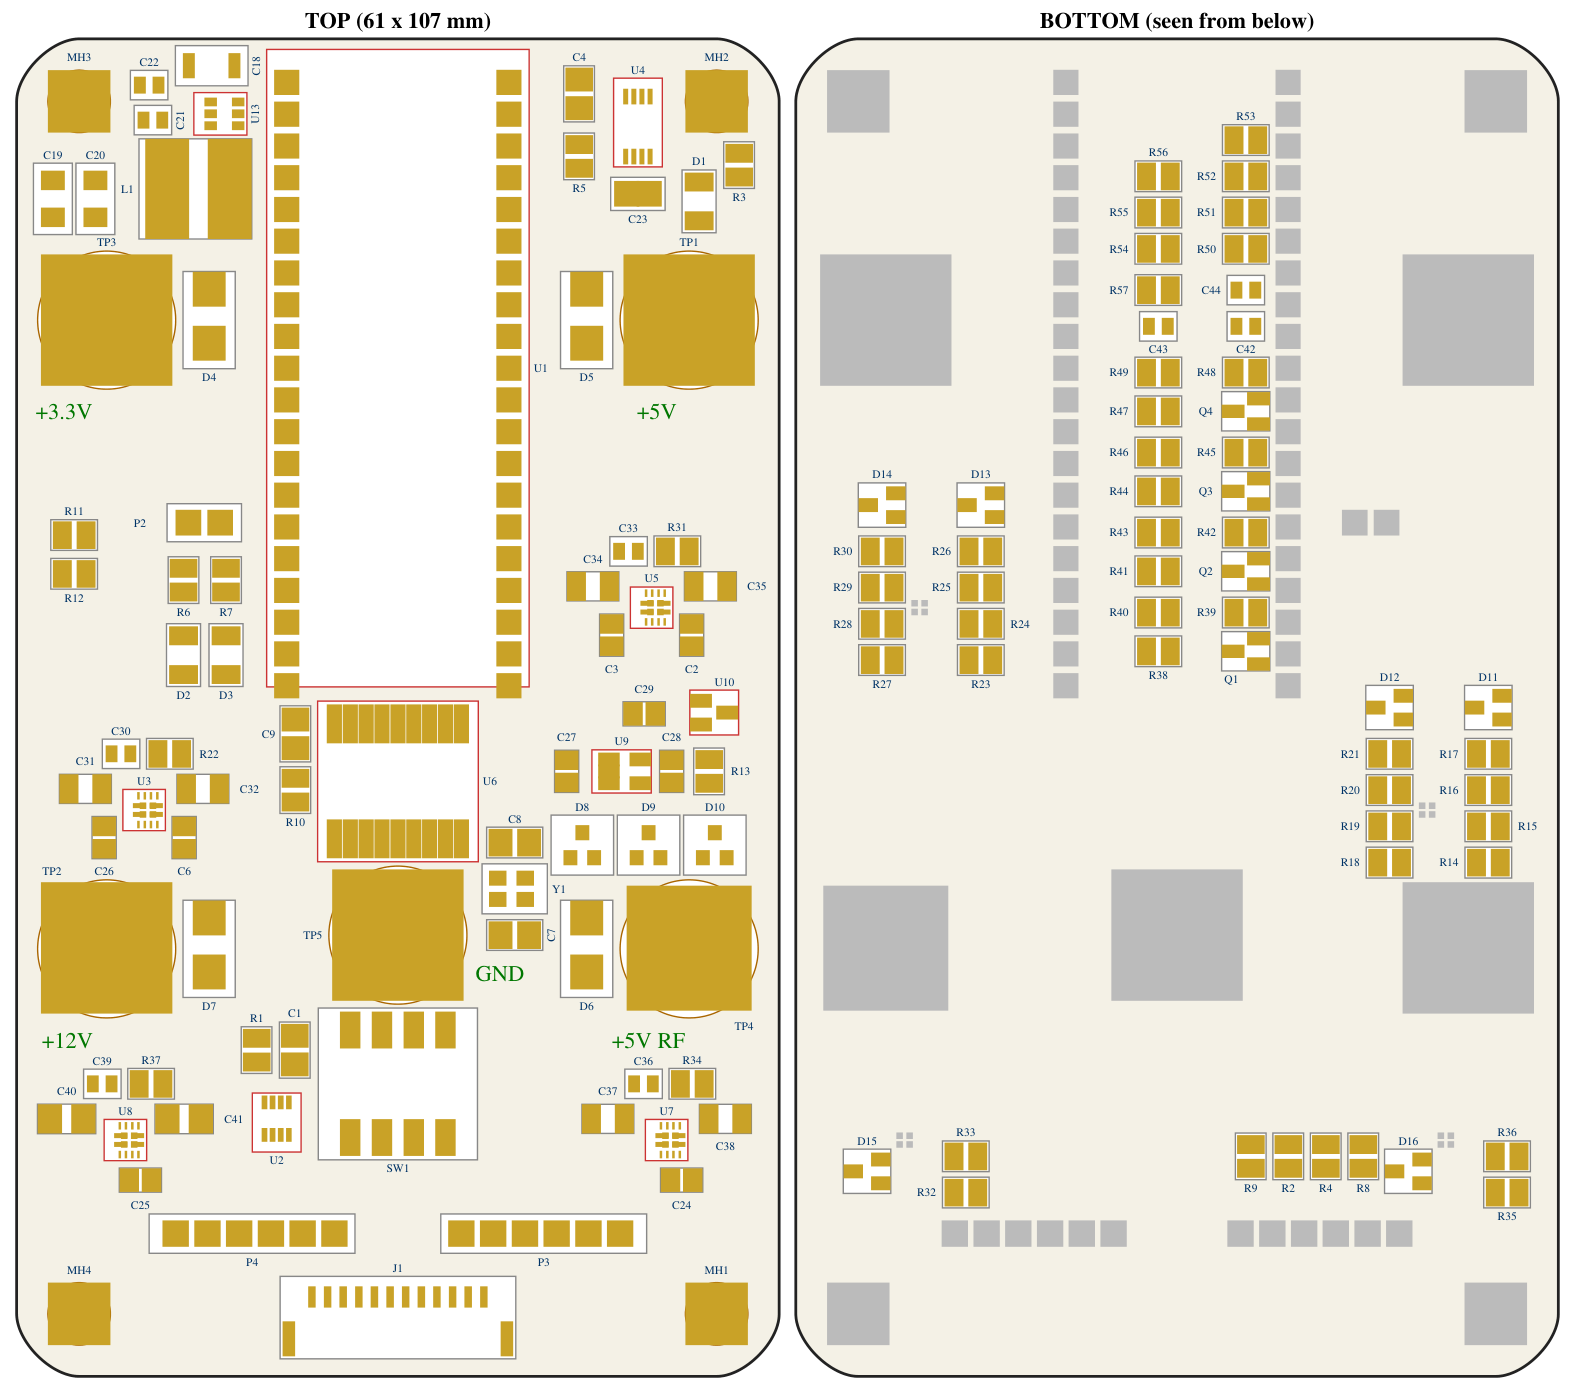 TOP (61 x 107 mm)
MH3
C22
C18
C21
U13
C19
C20
L1
TP3
D4
+3.3V
C4
U4
MH2
R5
C23
D1
R3
TP1
D5
U1
+5V
R11
P2
R12
R6
R7
D2
D3
C33
R31
C34
U5
C35
C3
C2
C29
U10
C9
C30
R22
C31
U3
C32
R10
U6
C27
U9
C28
R13
D8
D9
D10
C8
TP2
C26
C6
Y1
TP5
C7
D7
GND
D6
TP4
+12V
R1
C1
+5V RF
C39
R37
C40
U8
C41
U2
SW1
C36
R34
C37
U7
C38
C25
C24
P4
P3
MH4
J1
MH1
BOTTOM (seen from below)
R53
R56
R52
R55
R51
R54
R50
R57
C44
C43
C42
R49
R48
R47
Q4
R46
R45
D14
D13
R44
Q3
R43
R42
R30
R26
R41
Q2
R29
R25
R40
R39
R28
R24
R27
R23
R38
Q1
D12
D11
R21
R17
R20
R16
R19
R15
R18
R14
D15
R33
R32
R9
R2
R4
R8
D16
R36
R35